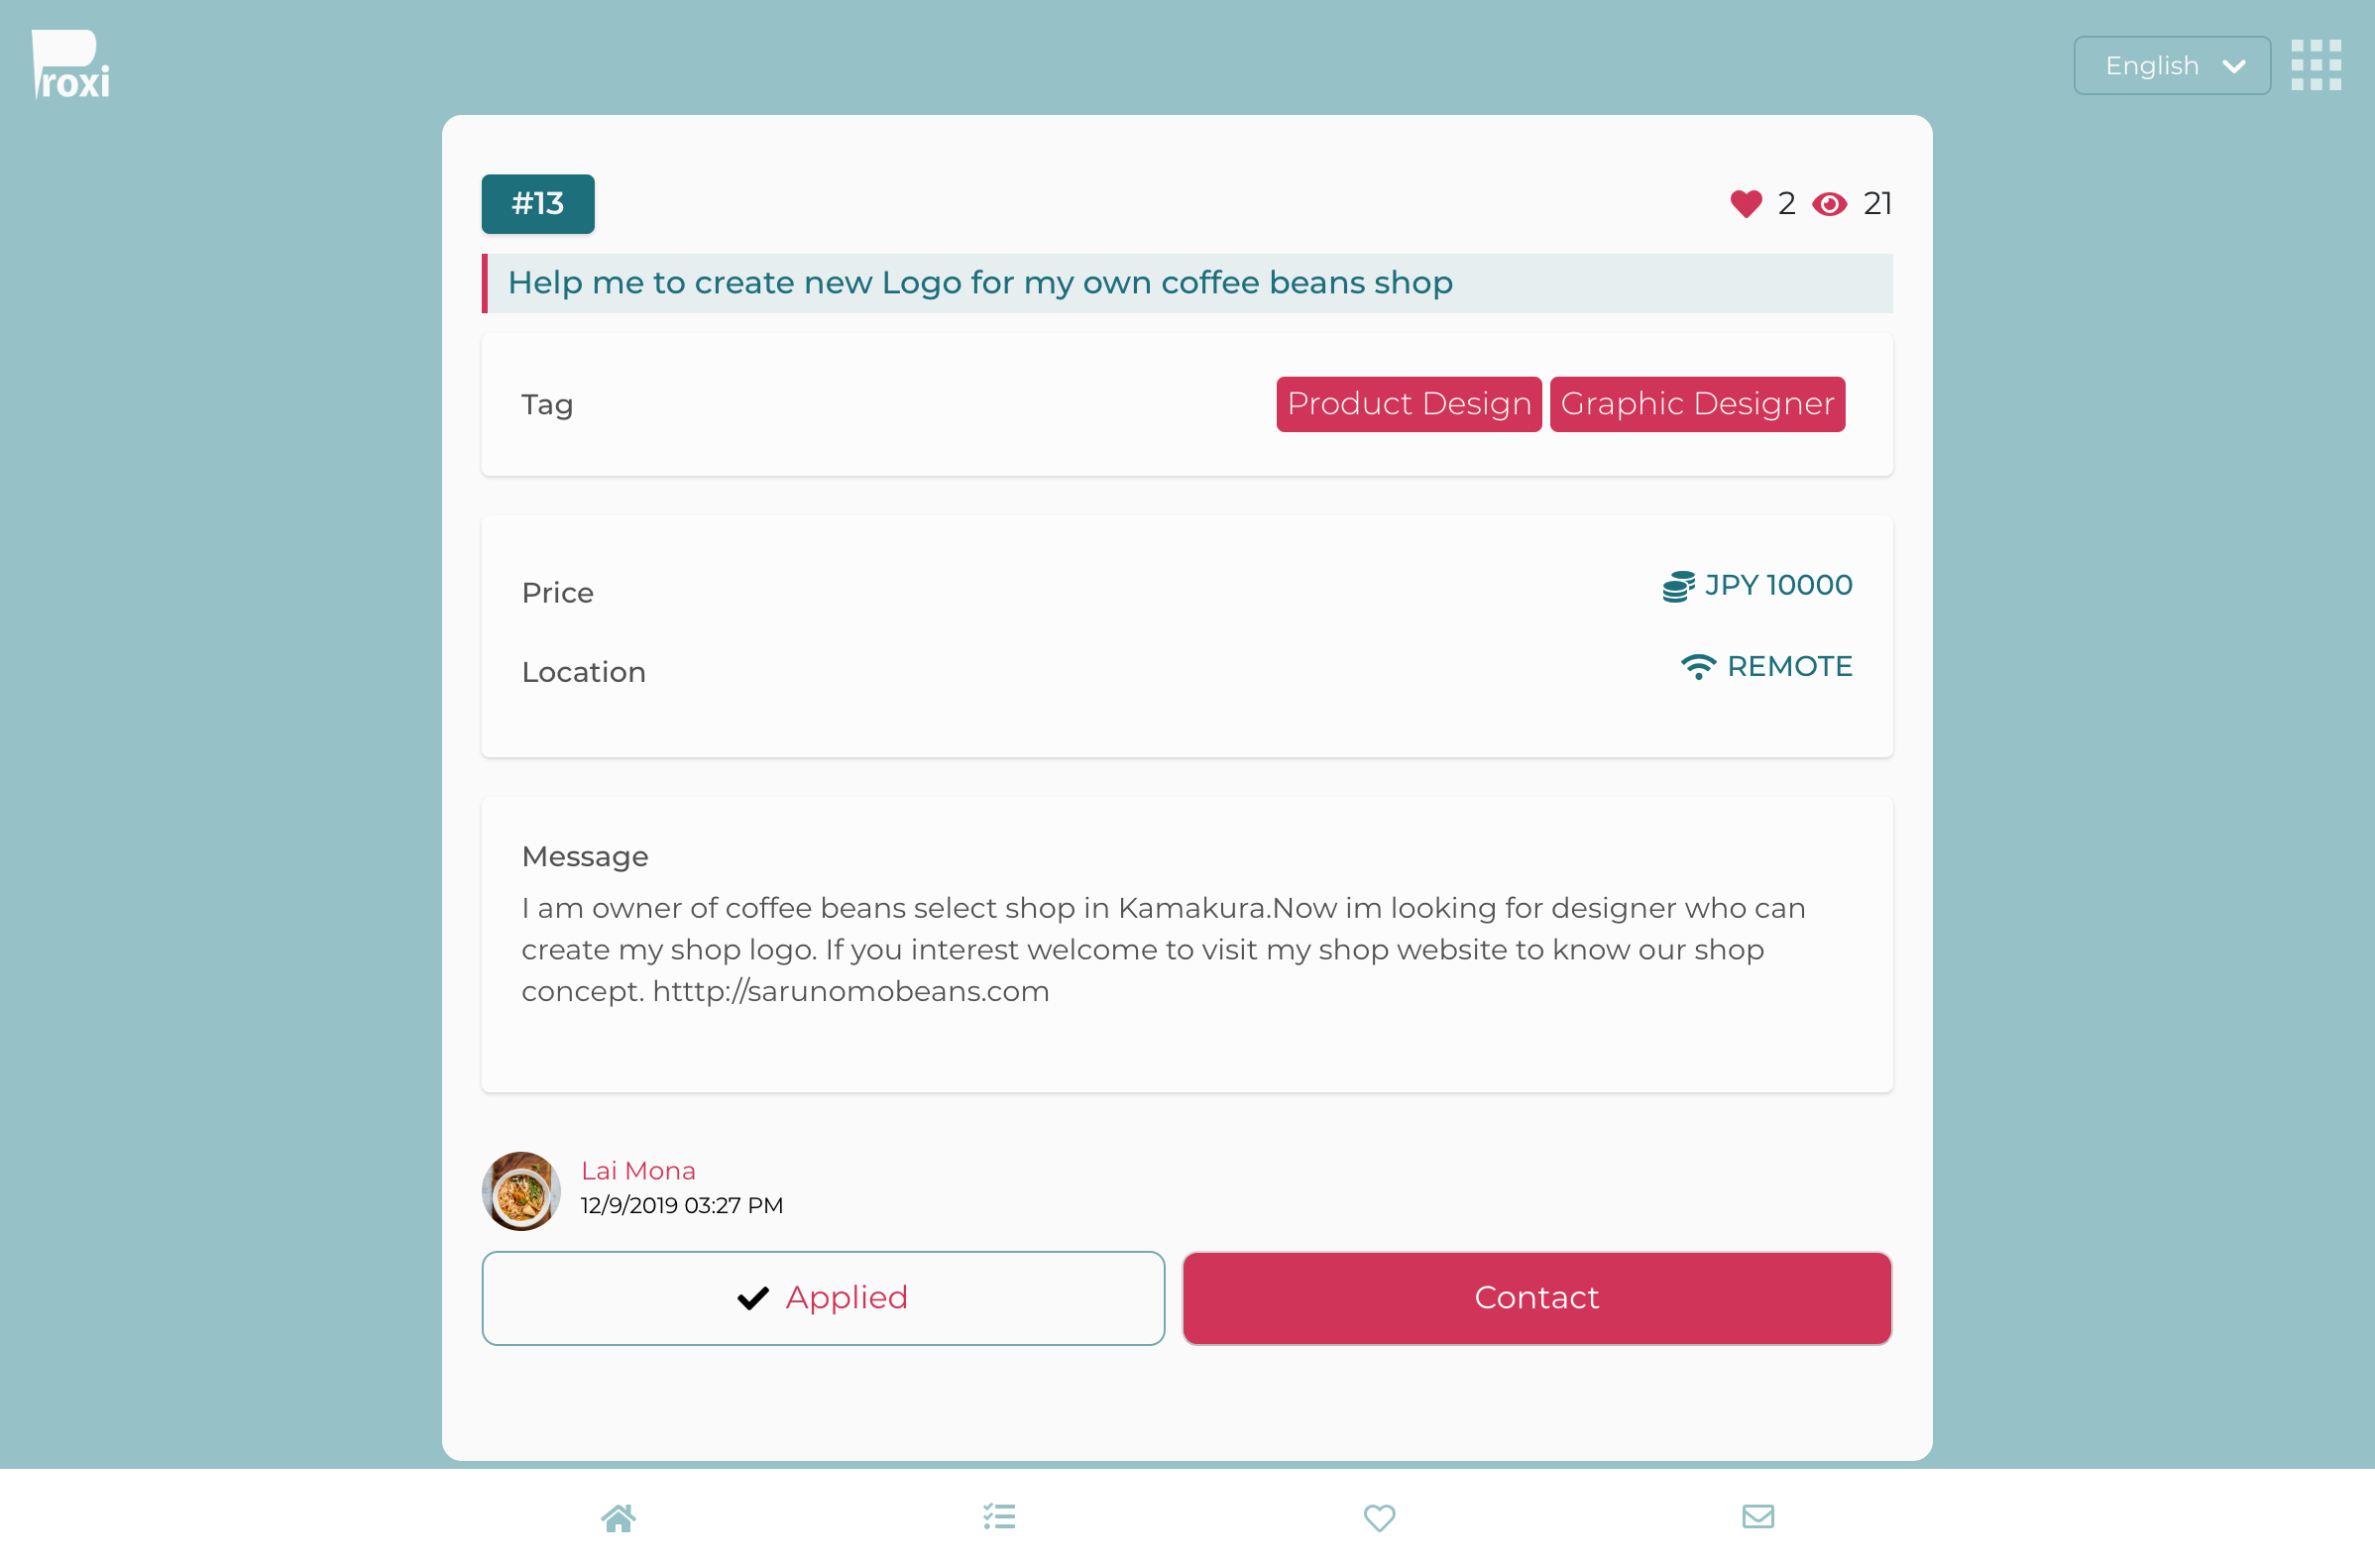 Proxi
English
#13
2 21
Help me to create new Logo for my own coffee beans shop
Tag
Product Design Graphic Designer
Price
JPY 10000
Location
REMOTE
Message
I am owner of coffee beans select shop in Kamakura.Now im looking for designer who can
create my shop logo. If you interest welcome to visit my shop website to know our shop
concept. htttp://sarunomobeans.com
Lai Mona
12/9/2019 03:27 PM
Applied
Contact